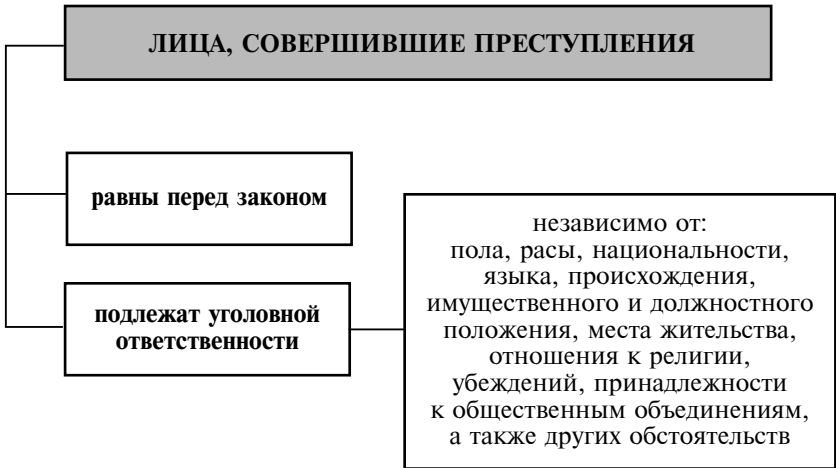 ЛИЦА, СОВЕРШИВШИЕ ПРЕСТУПЛЕНИЯ
равны перед законом
подлежат уголовной
ответственности
независимо от:
пола, расы, национальности,
языка, происхождения,
имущественного и должностного
положения, места жительства,
отношения к религии,
убеждений, принадлежности
к общественным объединениям,
а также других обстоятельств